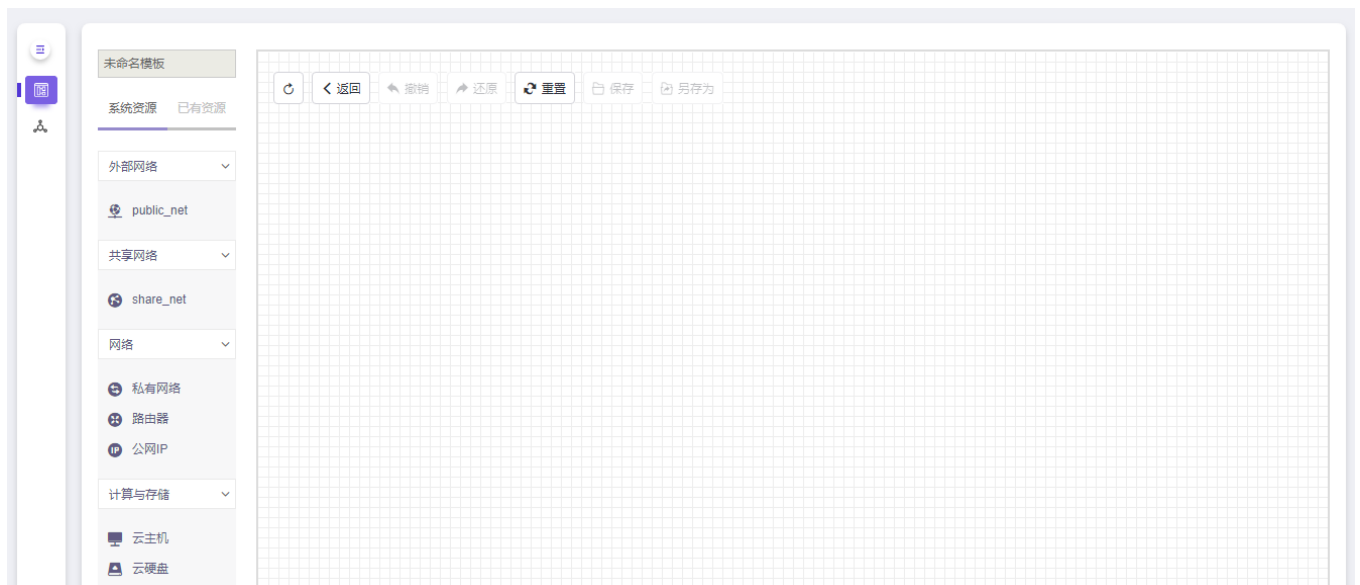 未命名模板
系统资源 已有资源
返回 撤销 还原 重置 保存 另存为
外部网络
public_net
共享网络
share_net
网络
私有网络
路由器
IP 公网IP
计算与存储
云主机
云硬盘